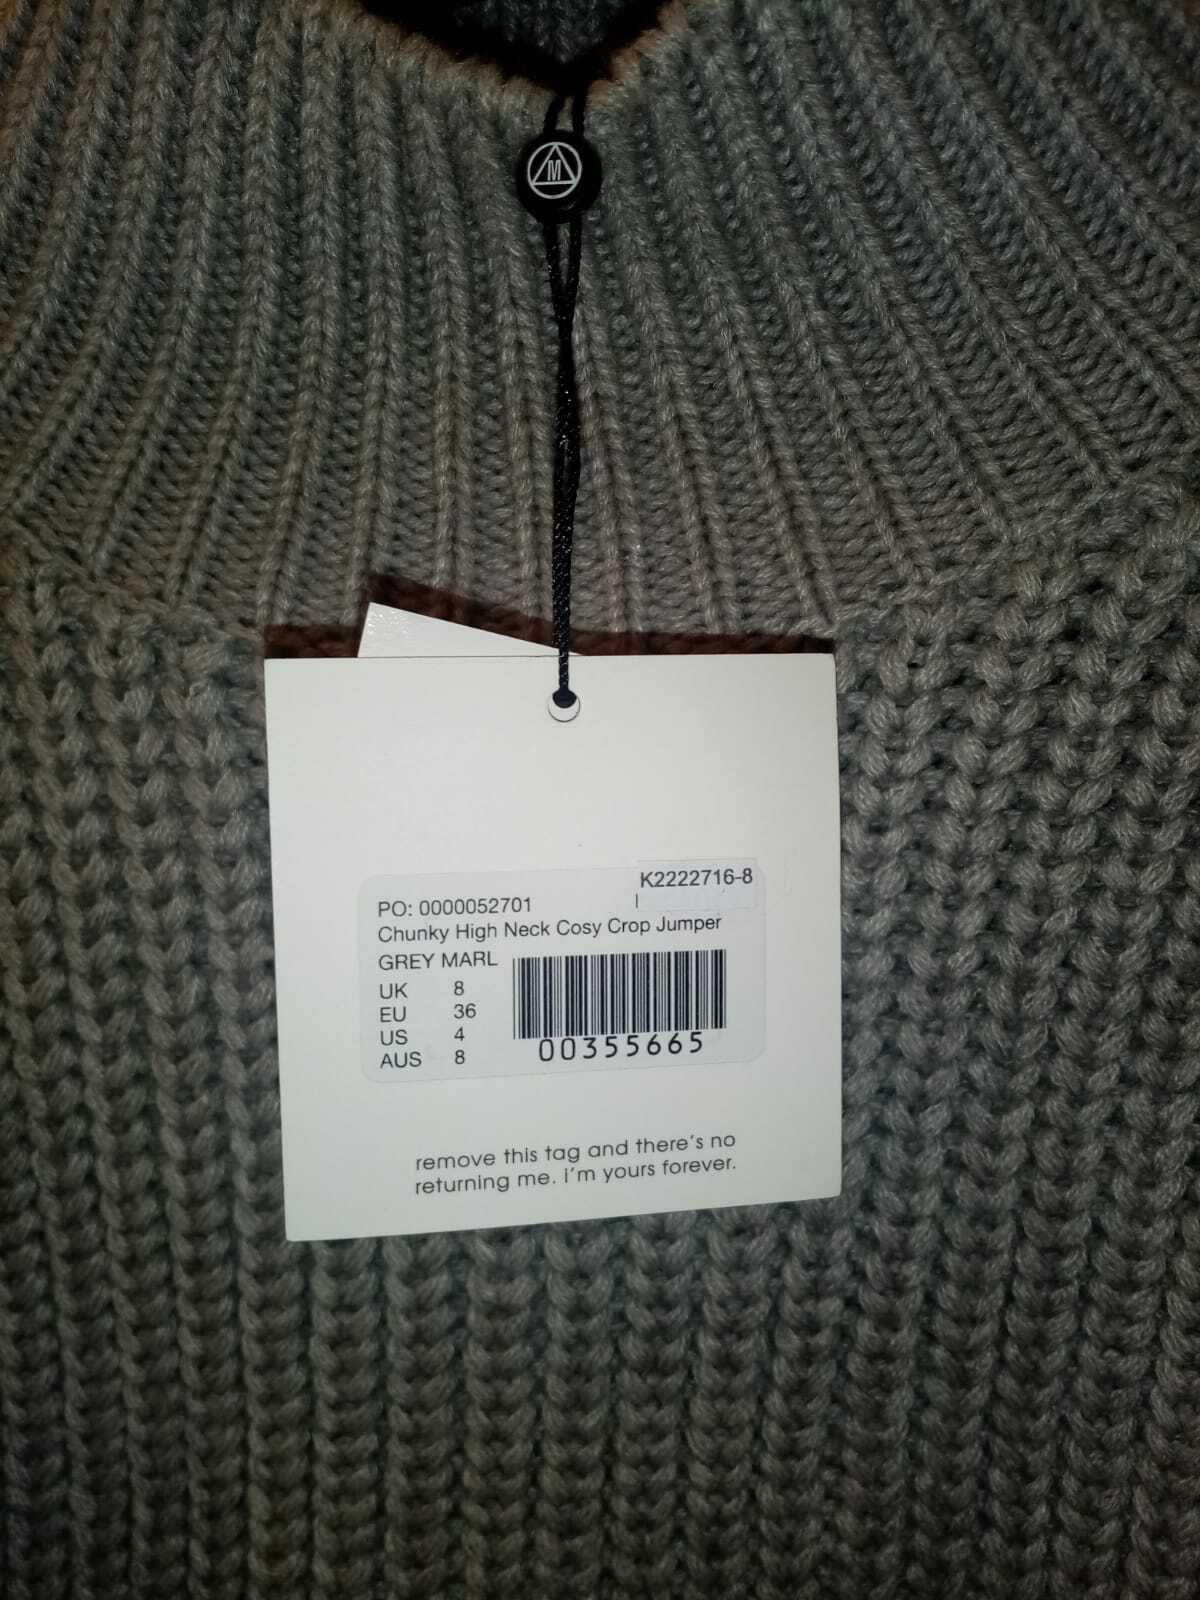 M
K2222716-8
PO: 0000052701
Chunky High Neck Cosy Crop Jumper
GREY MARL
UK 8
EU 36
US 4
AUS 8
00355665
remove this tag and there's no
returning me. i'm yours forever.